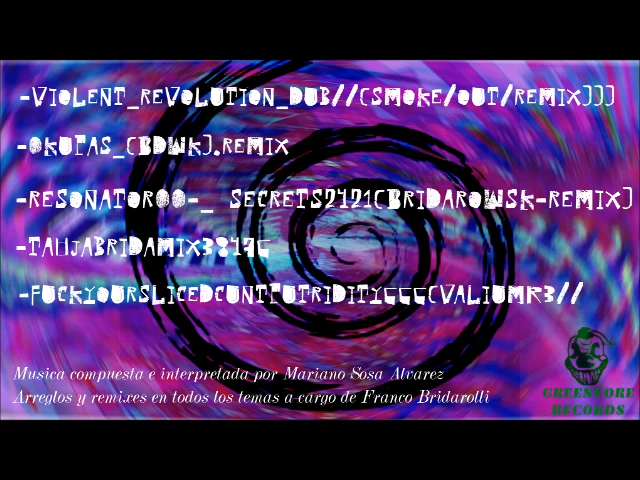 -VIOLENT_REVOLUTION_DUB//(SMOKE/OUT/REMIX)))
-OKUPAS_(BDWK).REMIX
-RESONATOR00-_ SECRETS2121(BRIDAROWSK-REMIX)
-FUCKYOURSLICEDCUNTPUTRIDITY666(VALIUMR3//
Musica compuesta e interpretada por Mariano Sosa Alvarez
Arreglos y remixes en todos los temas a cargo de Franco Bridarolli
GREENCORE
RECORDS